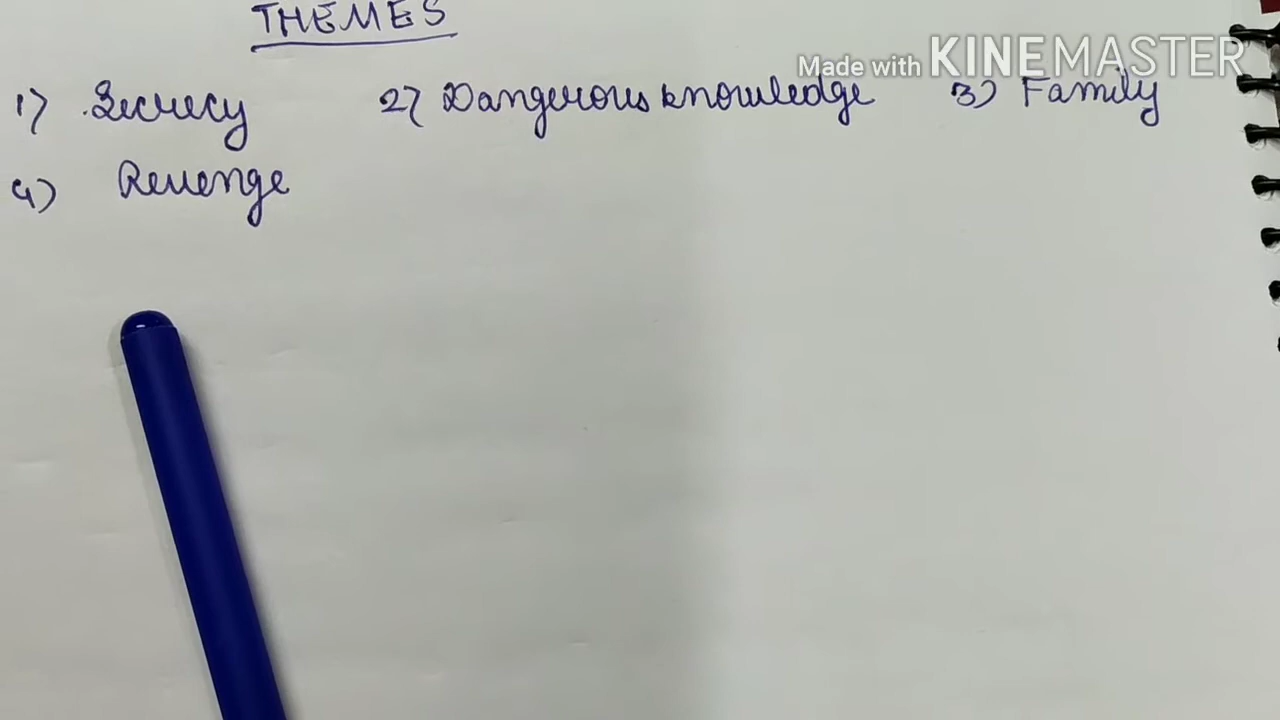 THEMES
Made with KINEMASTER
1) Secrecy 2) Dangerous knowledge 3) Family
4) Revenge